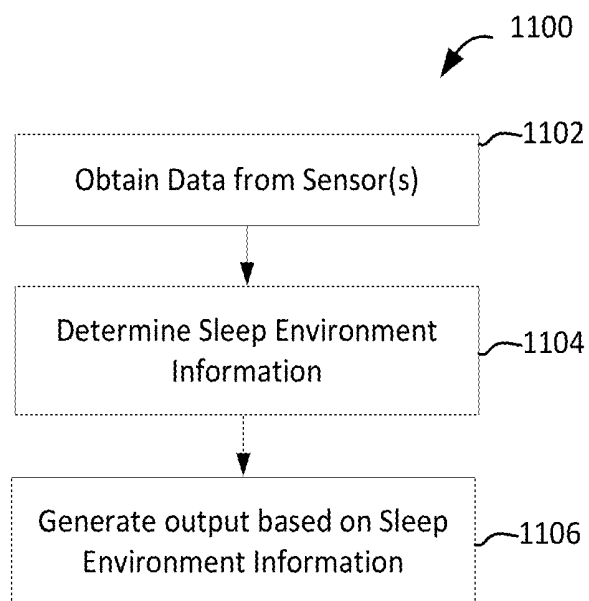 1100
1102
Obtain Data from Sensor(s)
Determine Sleep Environment
Information
1104
Generate output based on Sleep
Environment Information
1106